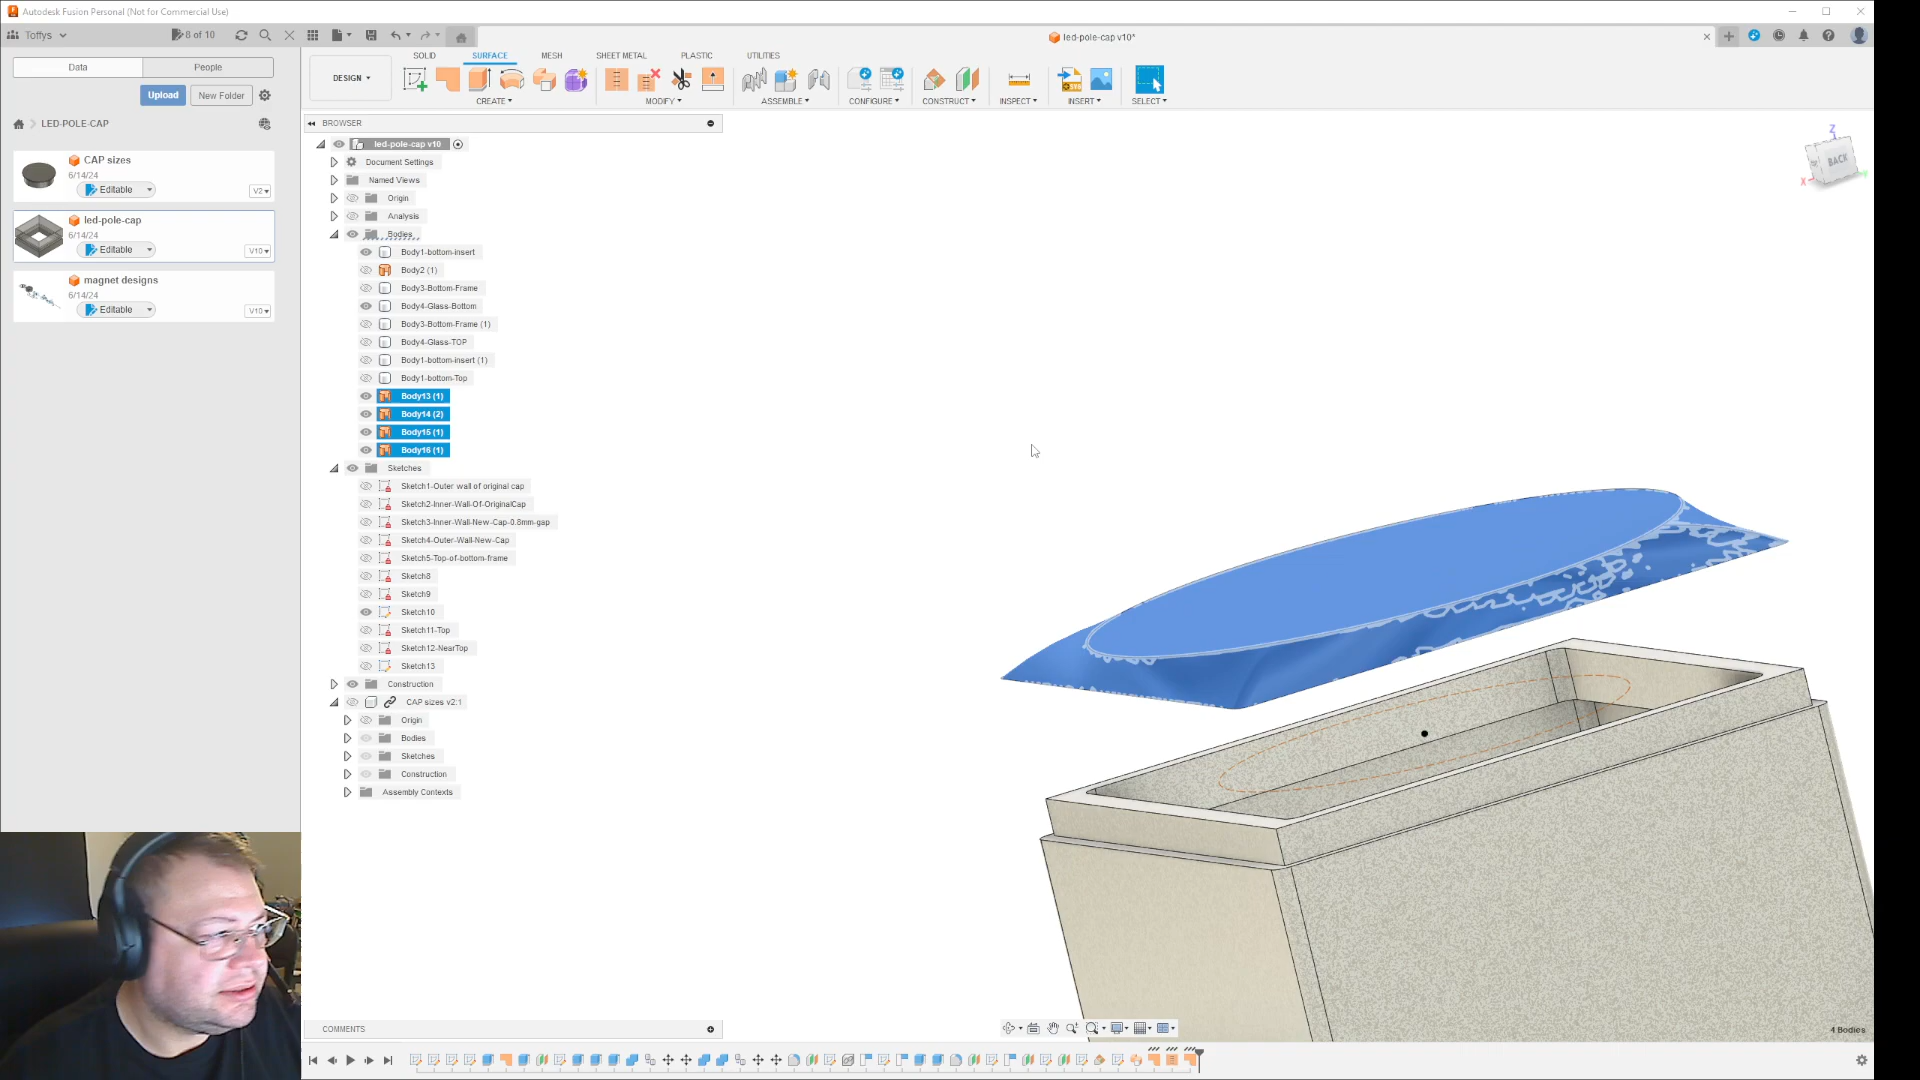 Autodesk Fusion Personal (Not for Commercial Use)
Toffys
8 of 10
led-pole-cap v10*
Data
People
Upload
New Folder
LED-POLE-CAP
CAP sizes
6/14/24
Editable
V2
led-pole-cap
6/14/24
Editable
V10
magnet designs
6/14/24
Editable
V10
SOLID
SURFACE
MESH
SHEET METAL
PLASTIC
UTILITIES
DESIGN
CREATE
MODIFY
ASSEMBLE
CONFIGURE
CONSTRUCT
INSPECT
INSERT
SELECT
BROWSER
led-pole-cap v10
Document Settings
Named Views
Origin
Analysis
Bodies
Body1-bottom-insert
Body2 (1)
Body3-Bottom-Frame
Body4-Glass-Bottom
Body3-Bottom-Frame (1)
Body4-Glass-TOP
Body1-bottom-insert (1)
Body1-bottom-Top
Body13 (1)
Body14 (2)
Body15 (1)
Body16 (1)
Sketches
Sketch1-Outer wall of original cap
Sketch2-Inner-Wall-Of-OriginalCap
Sketch3-Inner-Wall-New-Cap-0.8mm-gap
Sketch4-Outer-Wall-New-Cap
Sketch5-Top-of-bottom-frame
Sketch8
Sketch9
Sketch10
Sketch11-Top
Sketch12-NearTop
Sketch13
Construction
CAP sizes v2:1
Origin
Bodies
Sketches
Construction
Assembly Contexts
Z
BACK
X
COMMENTS
4 Bodies